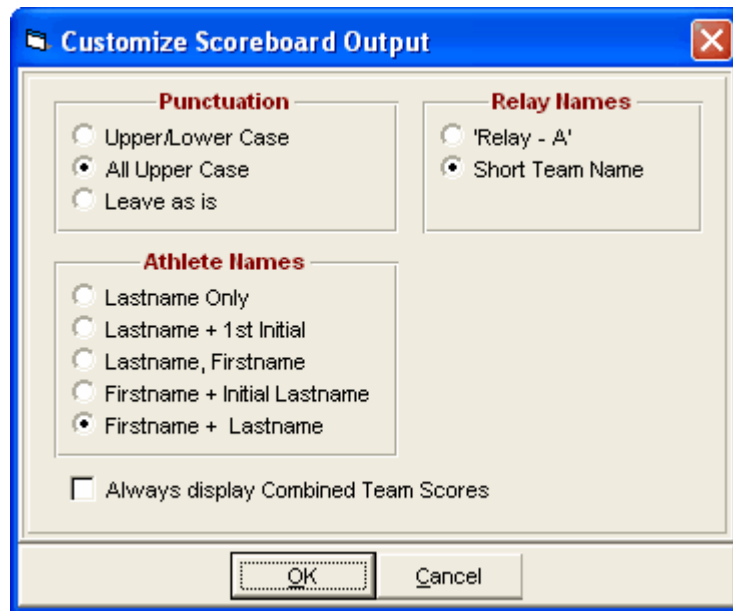 Customize Scoreboard Output
Punctuation
Upper/Lower Case
All Upper Case
Leave as is
Relay Names
'Relay - A'
Short Team Name
Athlete Names
Lastname Only
Lastname + 1st Initial
Lastname, Firstname
Firstname + Initial Lastname
Firstname + Lastname
Always display Combined Team Scores
OK
Cancel